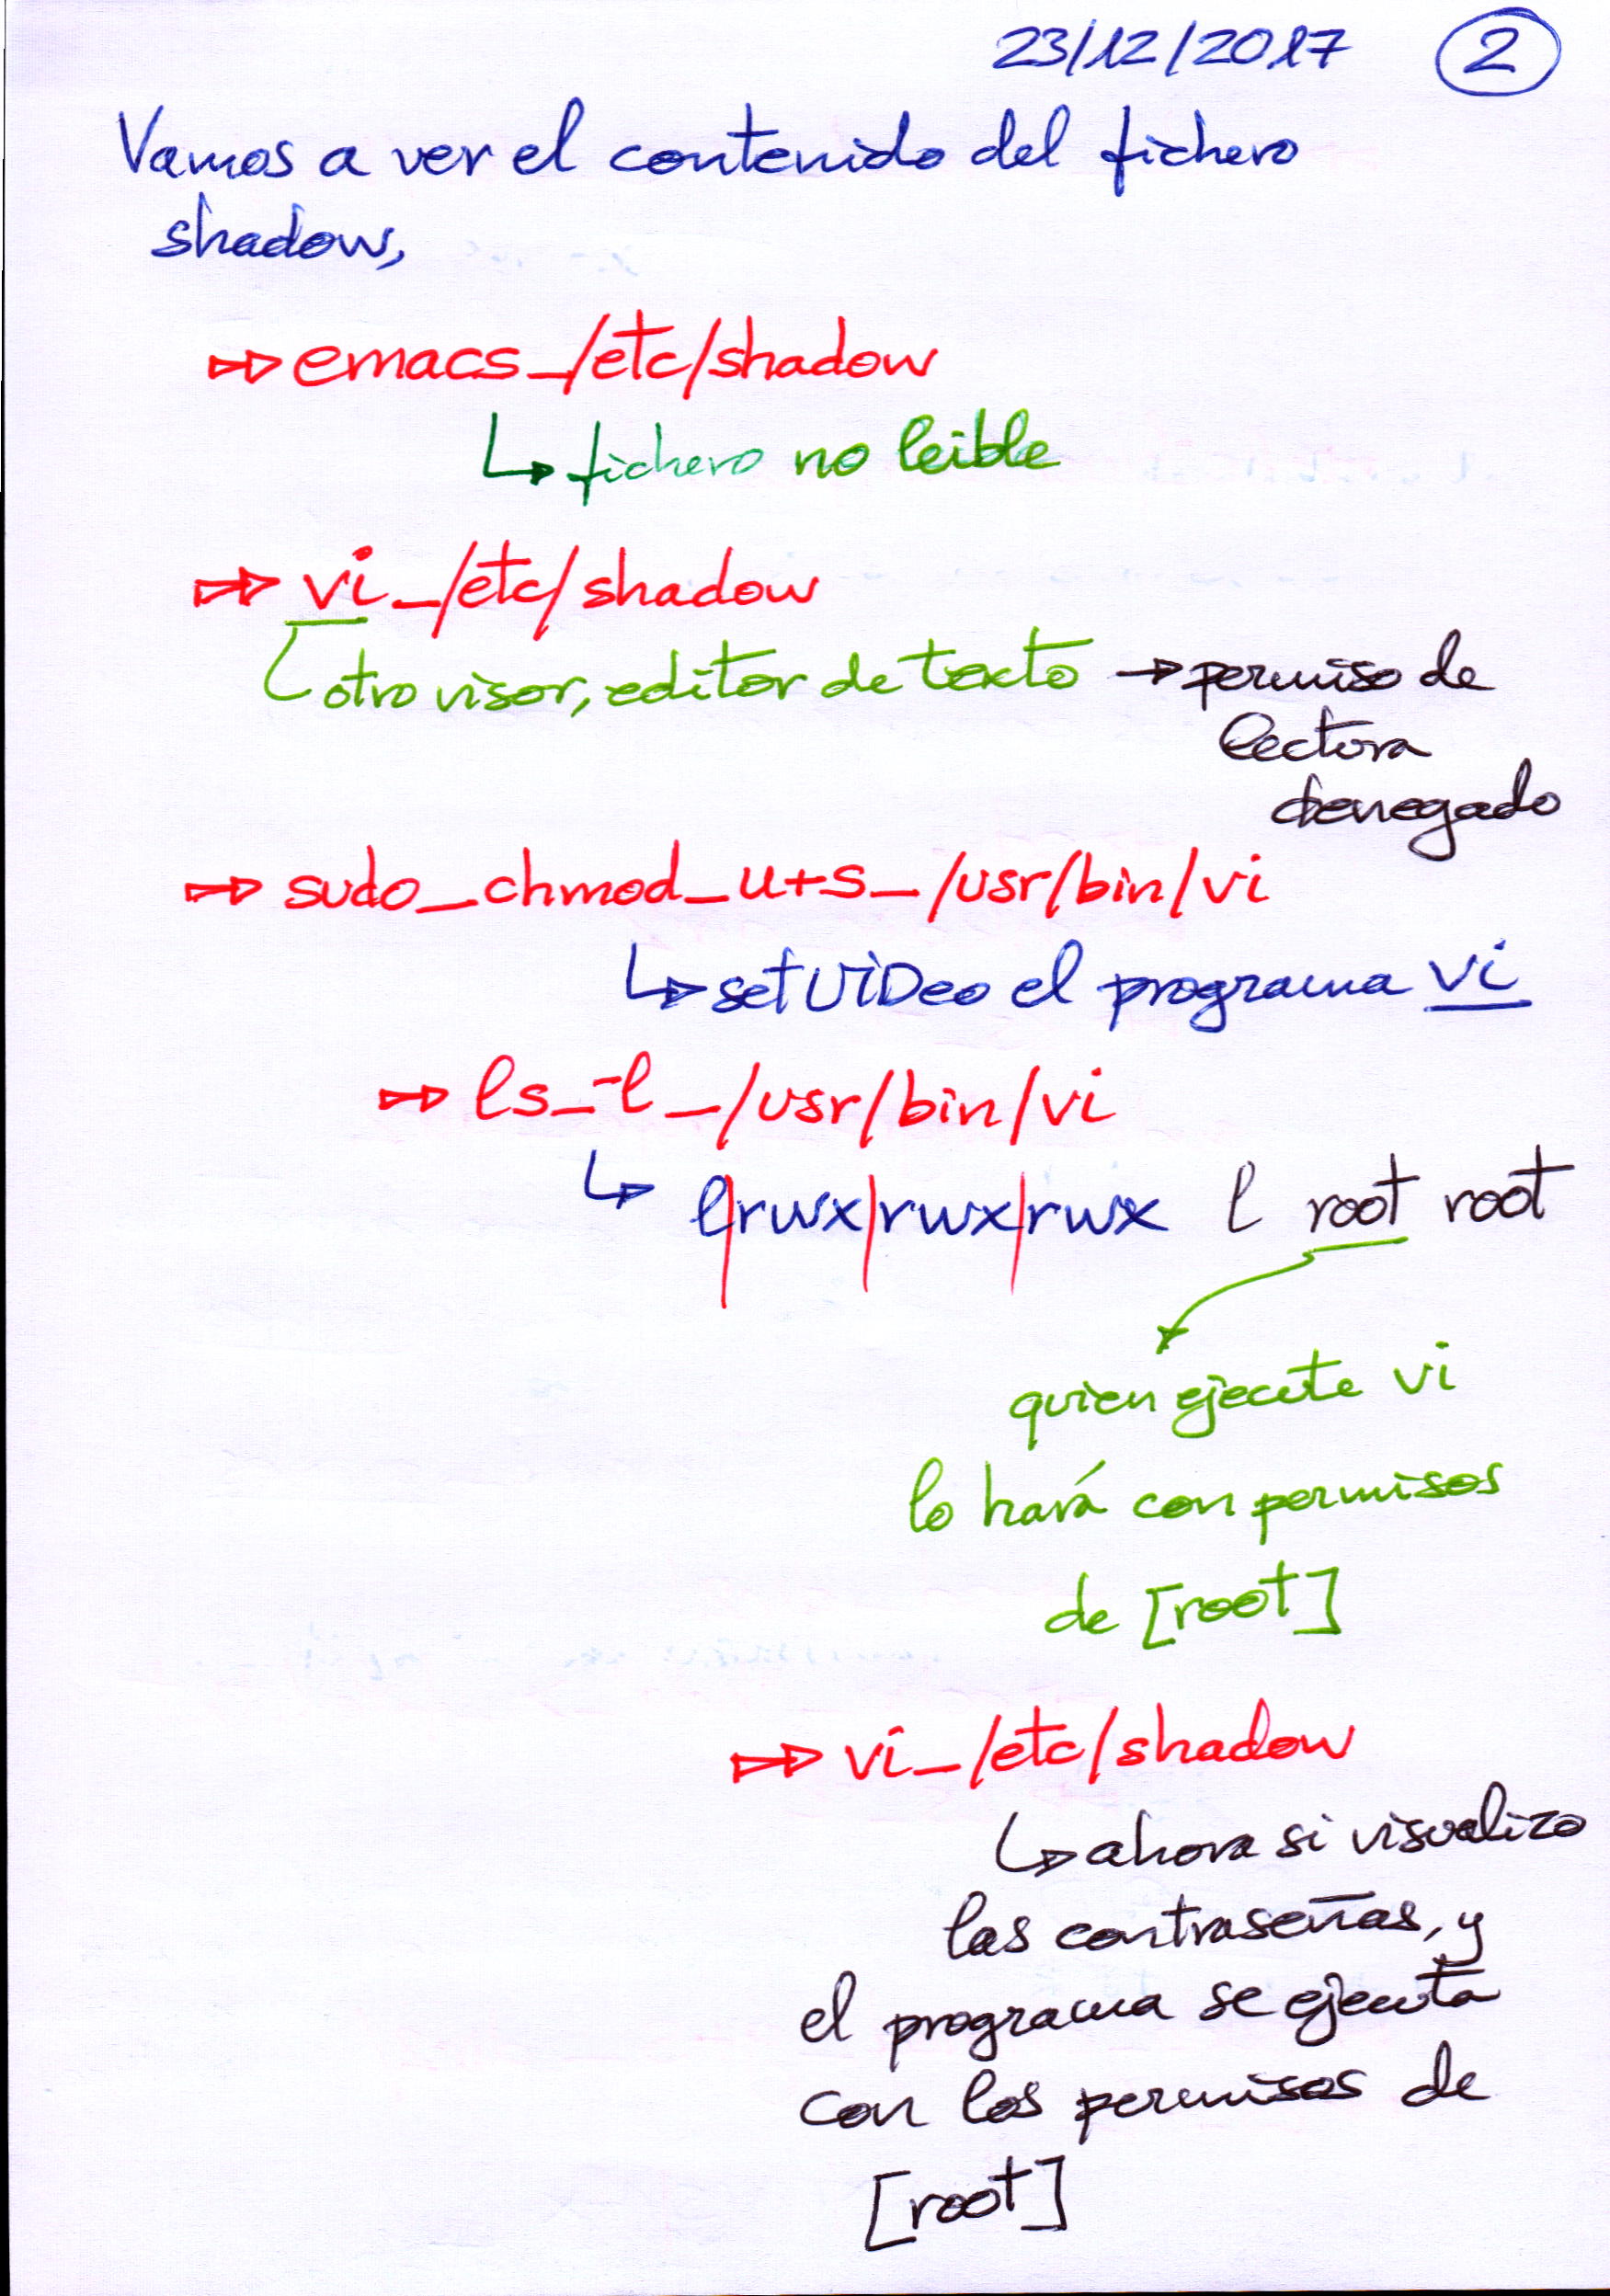 23/12/2017 2
Vamos a ver el contenido del fichero
shadow,
emacs_/etc/shadow
fichero no leible
vi_/etc/shadow
otro visor, editor de texto → permiso de
lectura
denegado
sudo_chmod_u+s_/usr/bin/vi
setUiDeo el programa vi
ls_-l_/usr/bin/vi
l|rwx|rwx|rwx l root root
quien ejecute vi
lo hará con permisos
de [root]
vi_/etc/shadow
ahora si visualizo
las contraseñas, y
el programa se ejecuta
con los permisos de
[root]